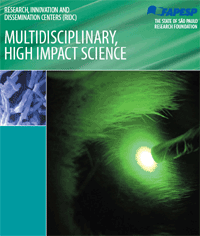 RESEARCH, INNOVATION AND
DISSEMINATION CENTERS (RIDC)
FAPESP
THE STATE OF SÃO PAULO
RESEARCH FOUNDATION
MULTIDISCIPLINARY,
HIGH IMPACT SCIENCE